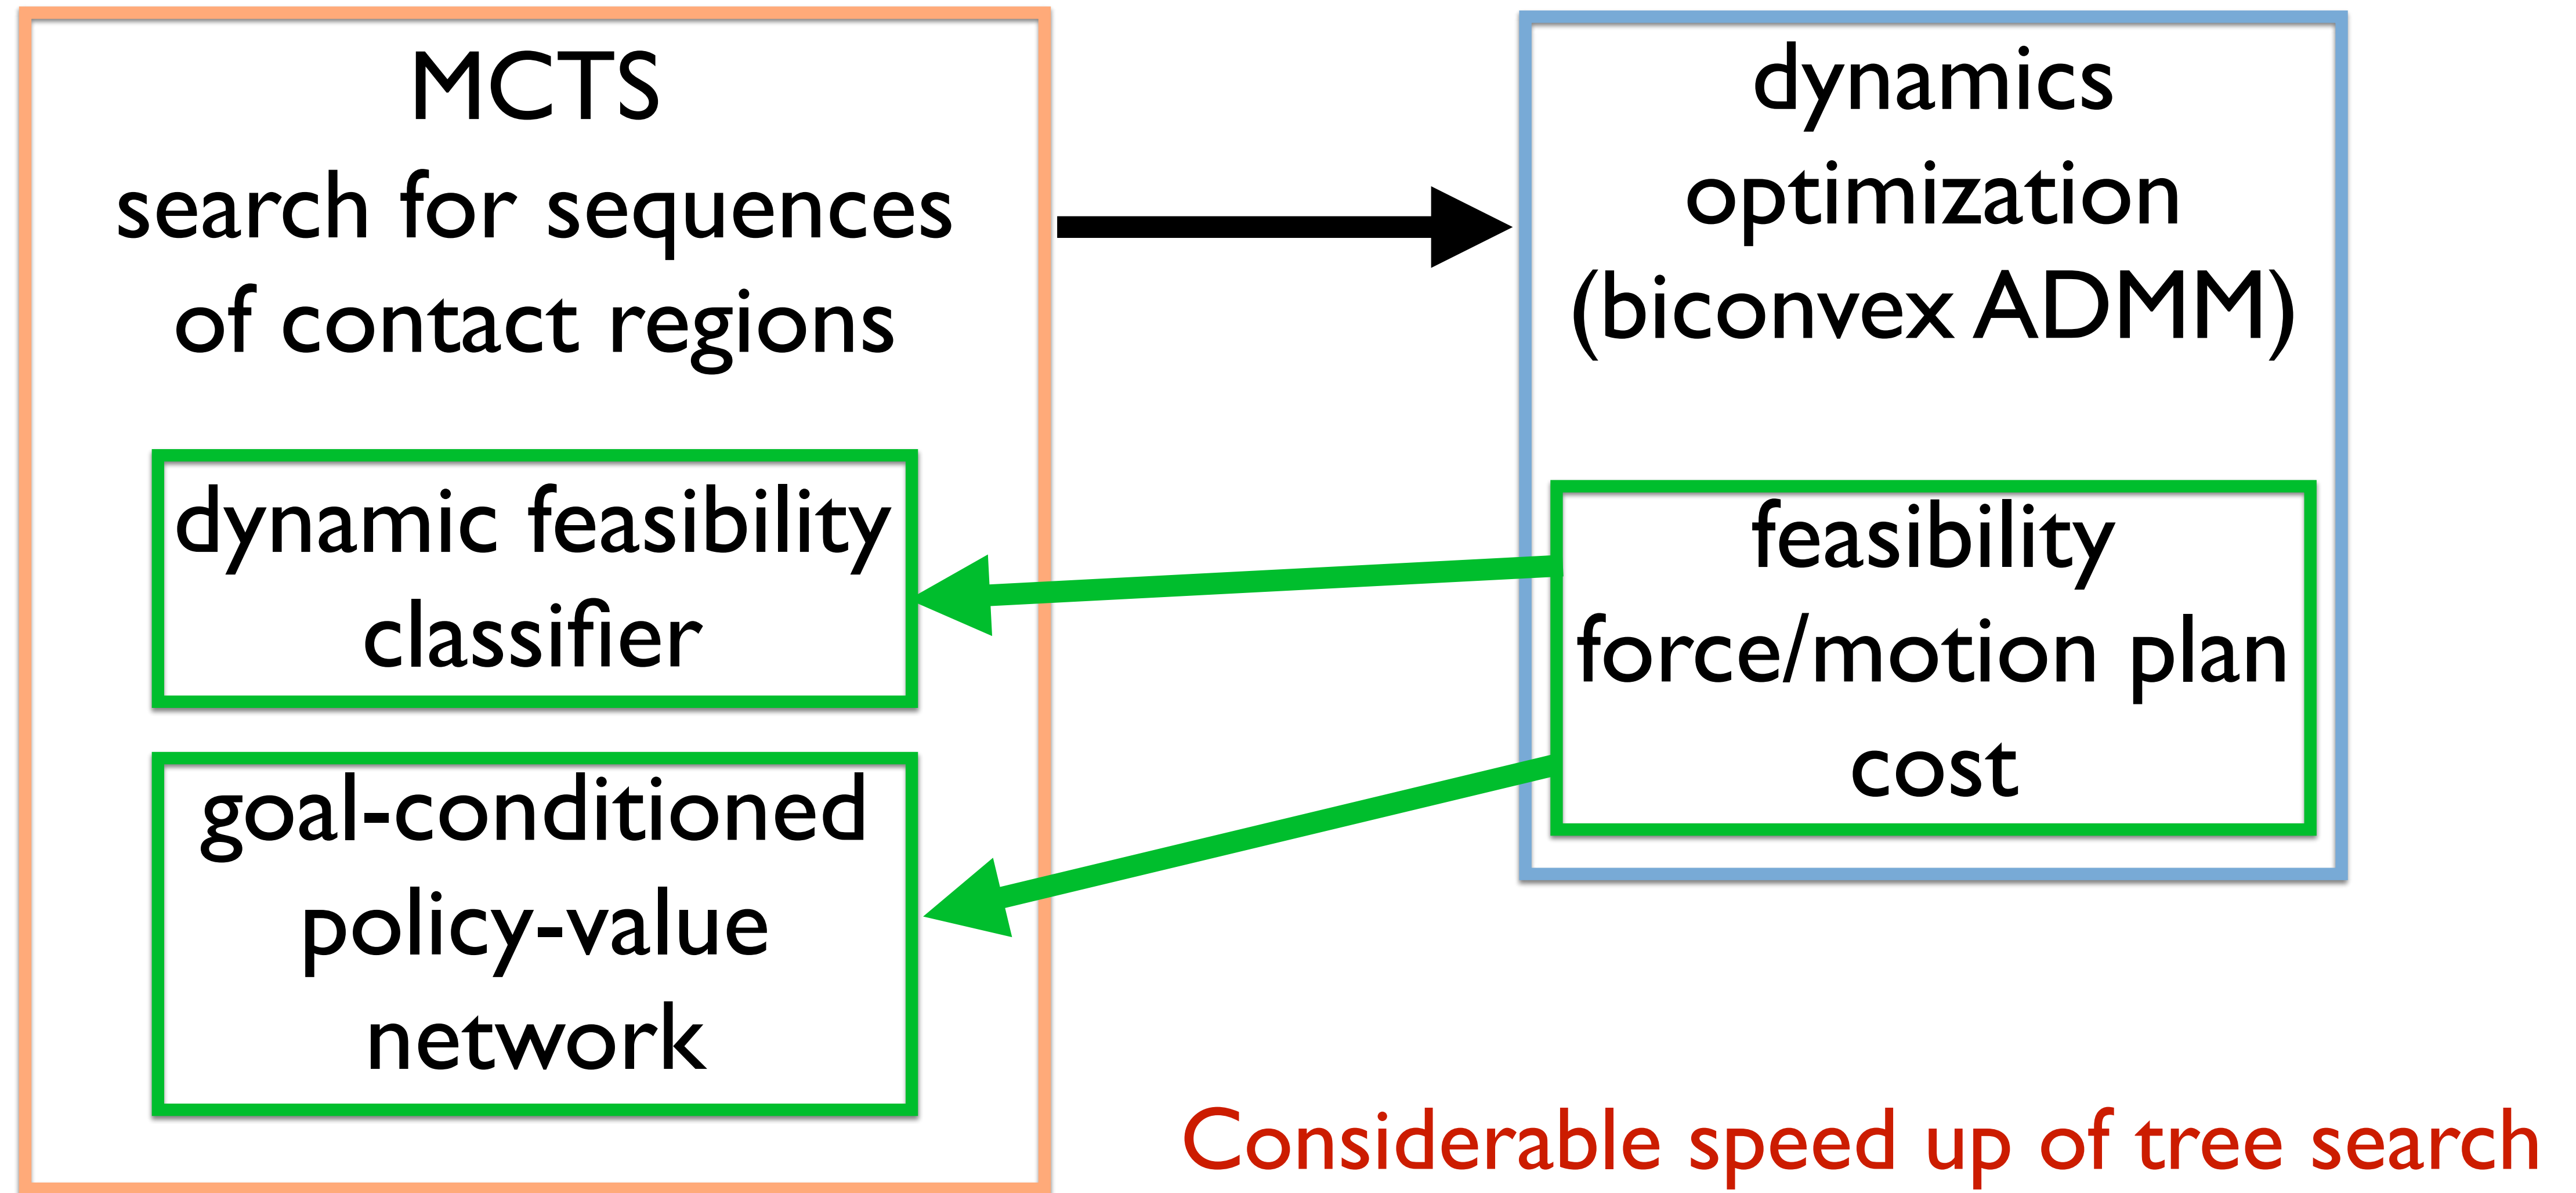 MCTS
search for sequences
of contact regions
dynamic feasibility
classifier
goal-conditioned
policy-value
network
dynamics
optimization
(biconvex ADMM)
feasibility
force/motion plan
cost
Considerable speed up of tree search